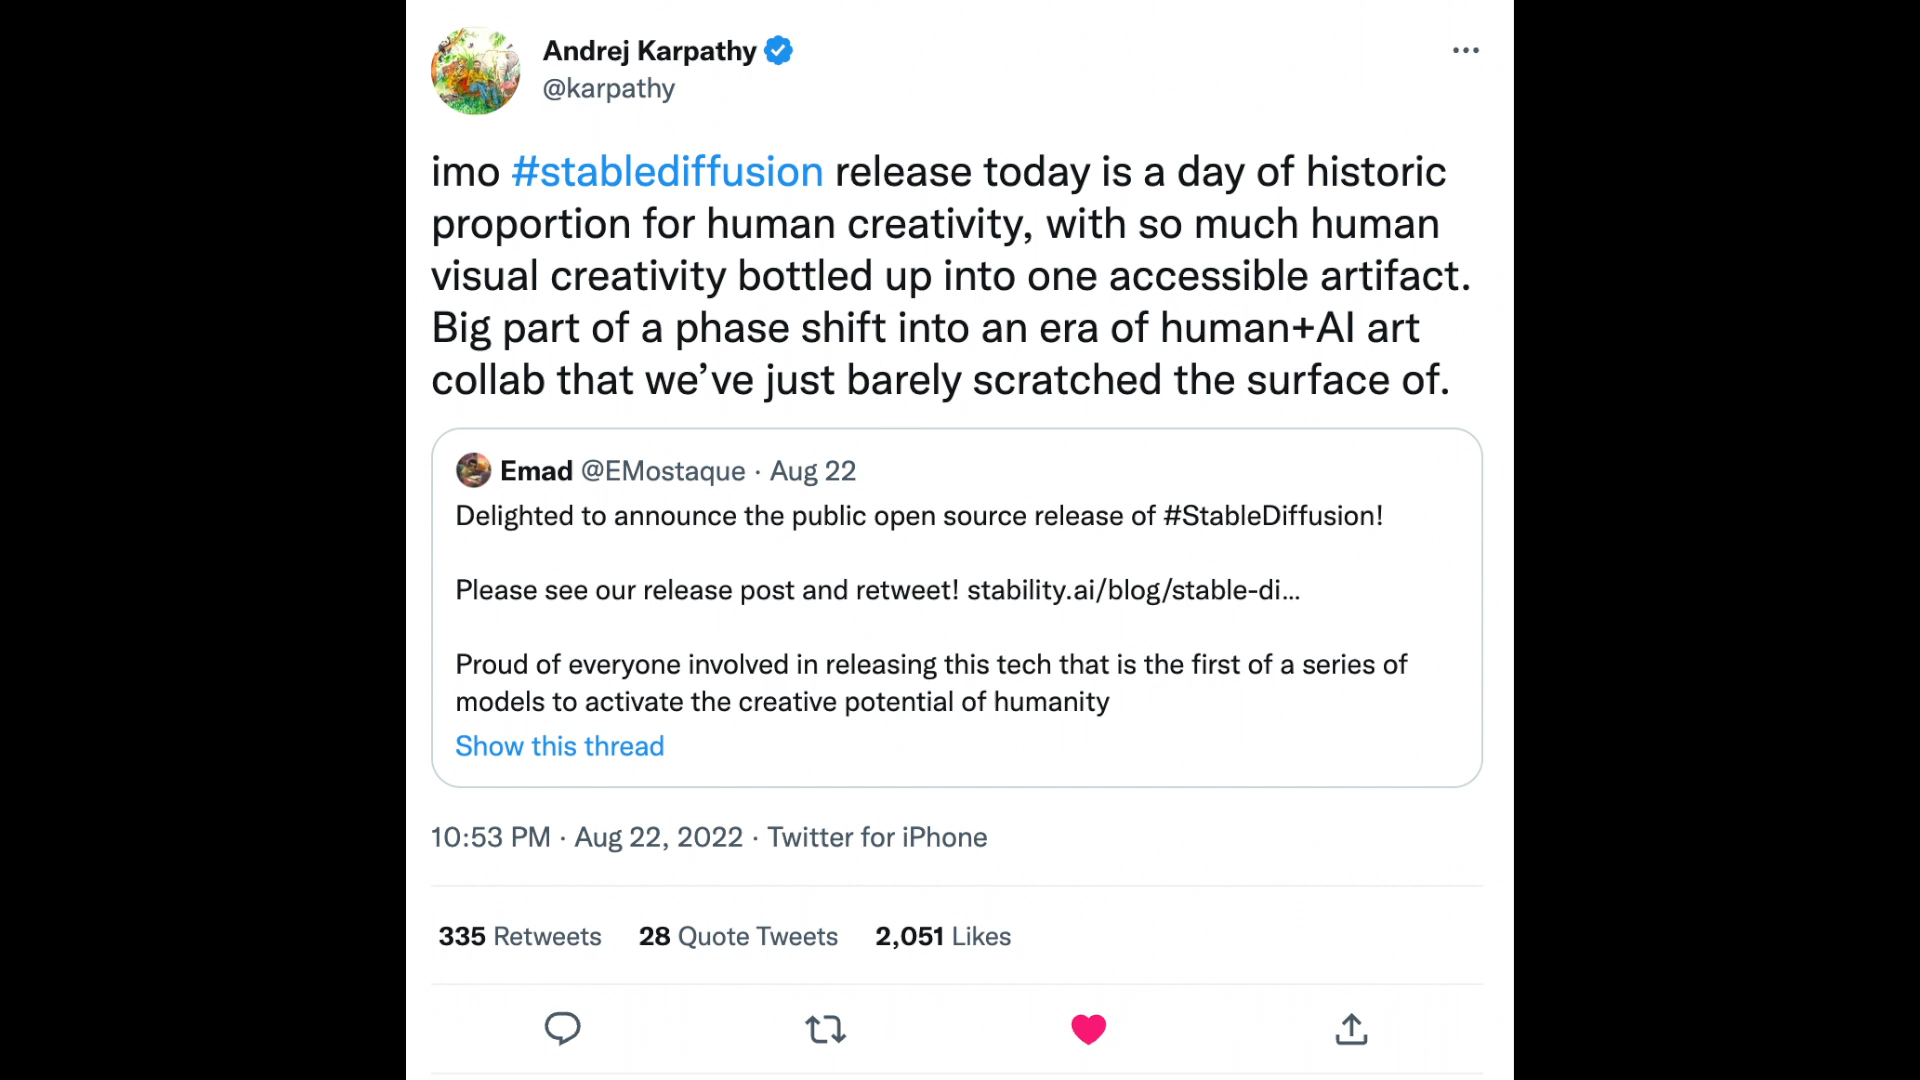 Andrej Karpathy
@karpathy
imo #stablediffusion release today is a day of historic
proportion for human creativity, with so much human
visual creativity bottled up into one accessible artifact.
Big part of a phase shift into an era of human+AI art
collab that we’ve just barely scratched the surface of.
Emad @EMostaque · Aug 22
Delighted to announce the public open source release of #StableDiffusion!
Please see our release post and retweet! stability.ai/blog/stable-di…
Proud of everyone involved in releasing this tech that is the first of a series of
models to activate the creative potential of humanity
Show this thread
10:53 PM · Aug 22, 2022 · Twitter for iPhone
335 Retweets 28 Quote Tweets 2,051 Likes